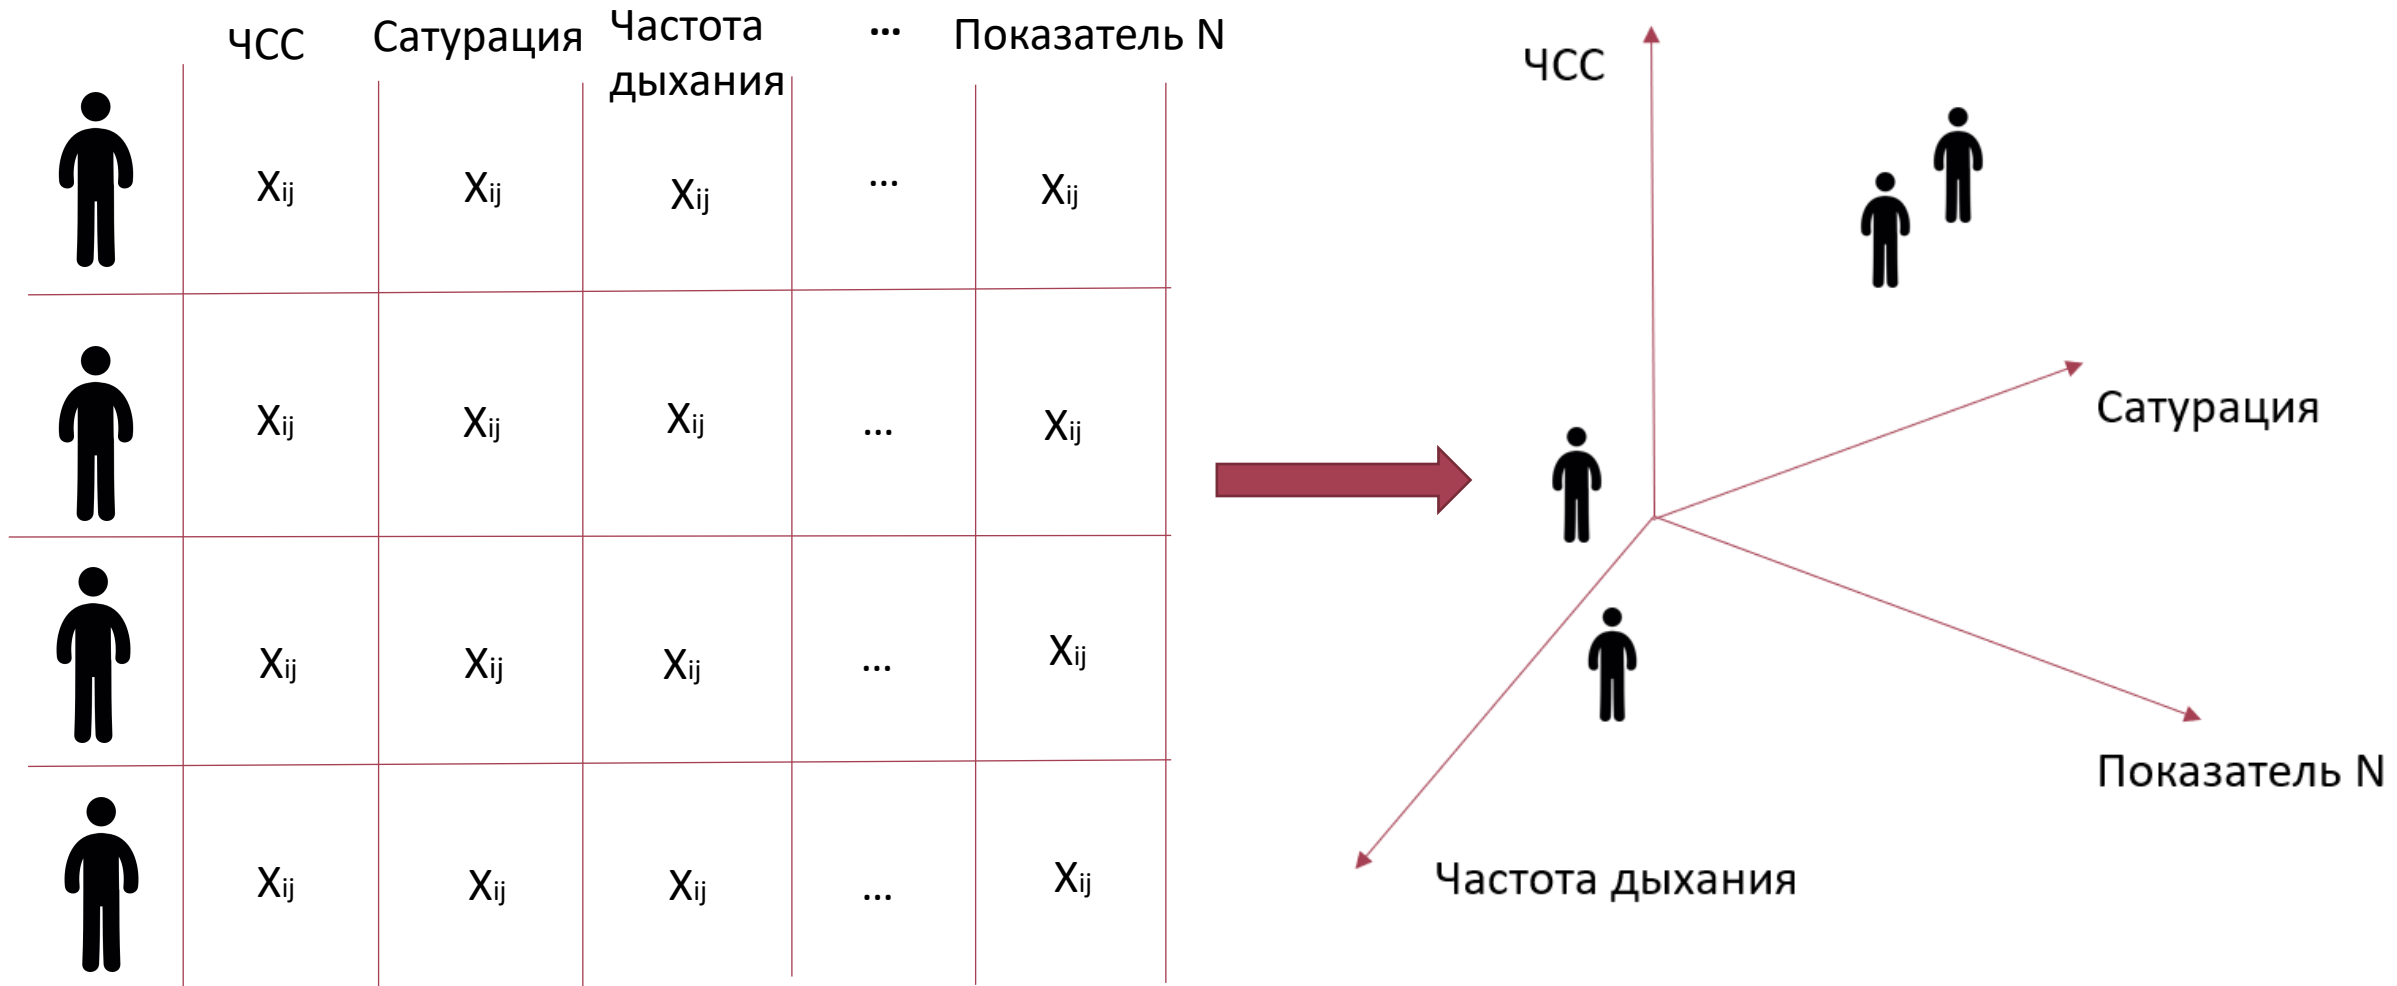 ЧСС Сатурация Частота дыхания ... Показатель N
Xij Xij Xij ... Xij
Xij Xij Xij ... Xij
Xij Xij Xij ... Xij
Xij Xij Xij ... Xij
ЧСС
Сатурация
Показатель N
Частота дыхания